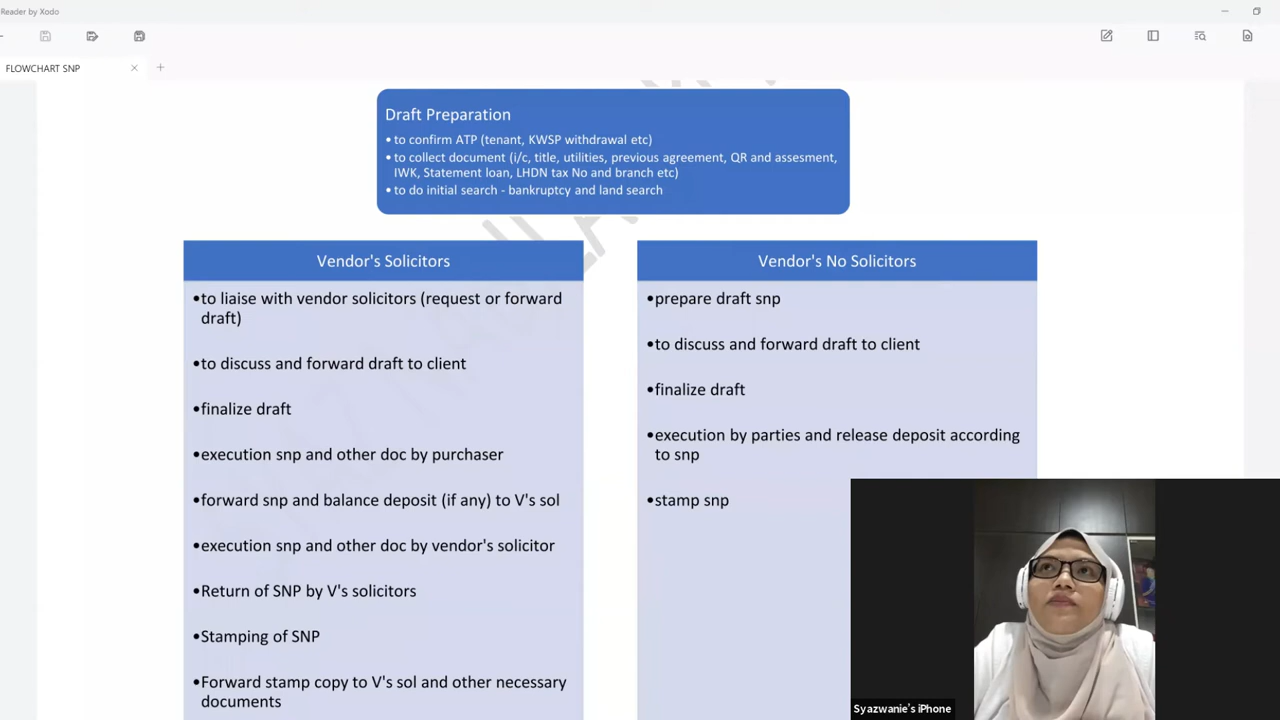 Reader by Xodo
FLOWCHART SNP
Draft Preparation
• to confirm ATP (tenant, KWSP withdrawal etc)
• to collect document (i/c, title, utilities, previous agreement, QR and assesment,
IWK, Statement loan, LHDN tax No and branch etc)
• to do initial search - bankruptcy and land search
Vendor's Solicitors
•to liaise with vendor solicitors (request or forward
draft)
•to discuss and forward draft to client
•finalize draft
•execution snp and other doc by purchaser
•forward snp and balance deposit (if any) to V's sol
•execution snp and other doc by vendor's solicitor
•Return of SNP by V's solicitors
•Stamping of SNP
•Forward stamp copy to V's sol and other necessary
documents
Vendor's No Solicitors
•prepare draft snp
•to discuss and forward draft to client
•finalize draft
•execution by parties and release deposit according
to snp
•stamp snp
Syazwanie's iPhone